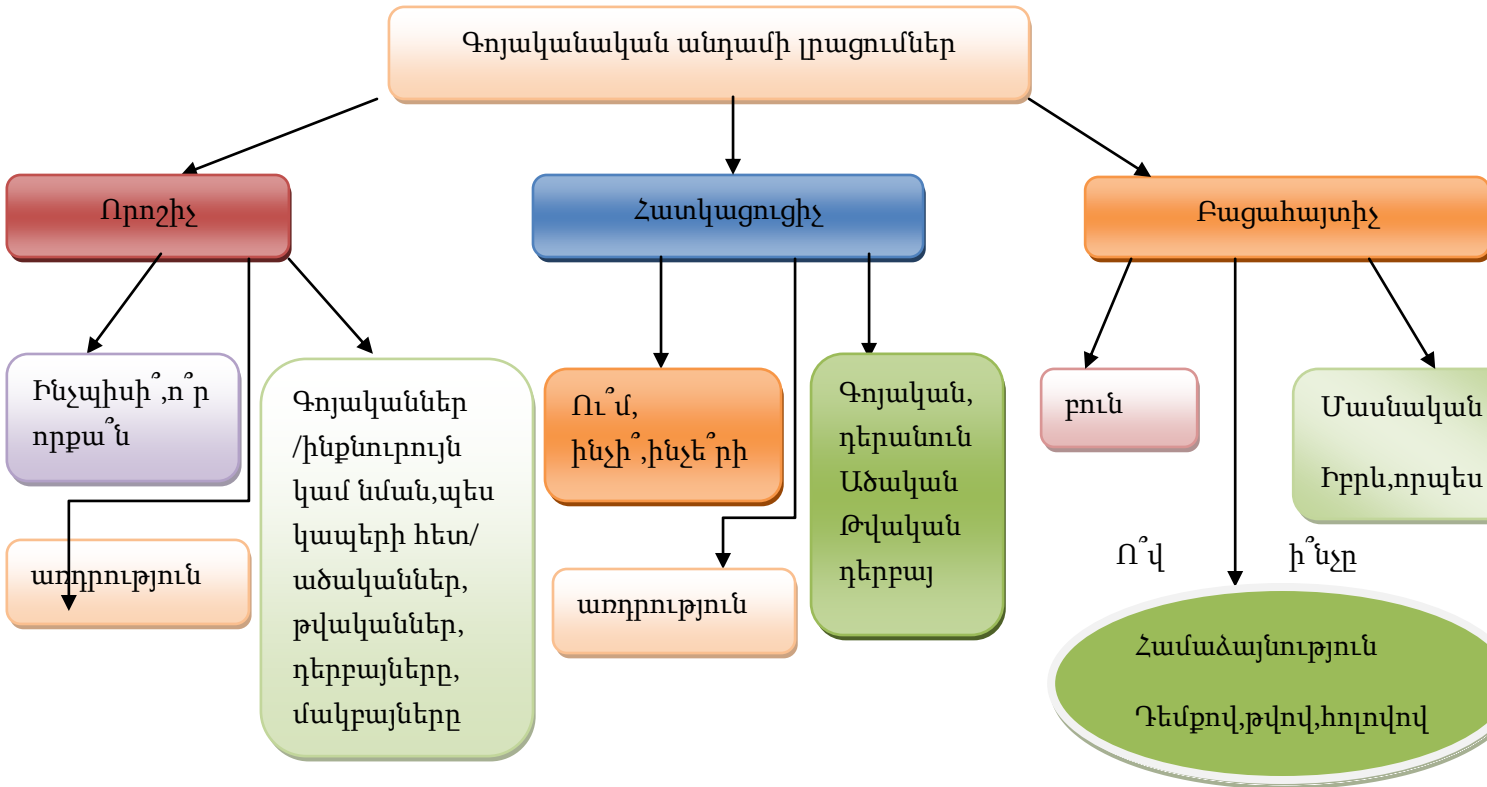 Գոյականական անդամի լրացումներ
Որոշիչ
Հատկացուցիչ
Բացահայտիչ
Ինչպիսի՞,ո՞ր
որքա՞ն
առդրություն
Գոյականներ
/ինքնուրույն
կամ նման,պես
կապերի հետ/
ածականներ,
թվականներ,
դերբայները,
մակբայները
Ու՞մ,
ինչի՞,ինչե՞րի
առդրություն
Գոյական,
դերանուն
Ածական
Թվական
դերբայ
բուն
Մասնական
Իբրև,որպես
Ո՞վ ի՞նչը
Համաձայնություն
Դեմքով,թվով,հոլովով